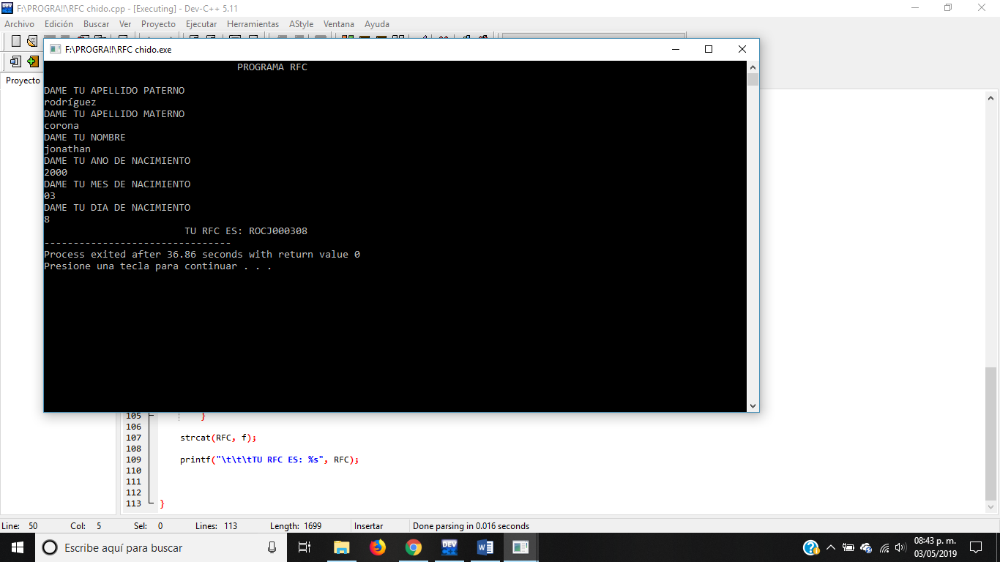 F:\PROGRA!!\RFC chido.cpp - [Executing] - Dev-C++ 5.11
Archivo Edición Buscar Ver Proyecto Ejecutar Herramientas AStyle Ventana Ayuda
F:\PROGRA!!\RFC chido.exe
Proyecto
PROGRAMA RFC
DAME TU APELLIDO PATERNO
rodríguez
DAME TU APELLIDO MATERNO
corona
DAME TU NOMBRE
jonathan
DAME TU ANO DE NACIMIENTO
2000
DAME TU MES DE NACIMIENTO
03
DAME TU DIA DE NACIMIENTO
8
TU RFC ES: ROCJ000308
--------------------------------
Process exited after 36.86 seconds with return value 0
Presione una tecla para continuar . . .
105 }
106
107 strcat(RFC, f);
108
109 printf("\t\t\tTU RFC ES: %s", RFC);
110
111
112
113 }
Line: 50 Col: 5 Sel: 0 Lines: 113 Length: 1699 Insertar Done parsing in 0.016 seconds
Escribe aquí para buscar
DEV
08:43 p. m.
03/05/2019